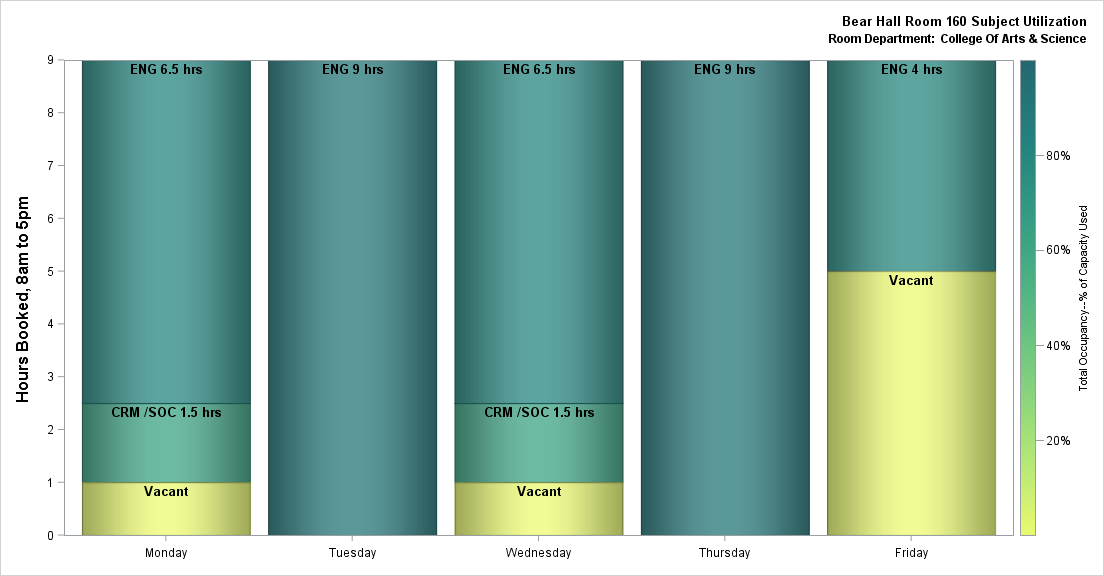 Bear Hall Room 160 Subject Utilization
Room Department: College Of Arts & Science
Hours Booked, 8am to 5pm
9
8
7
6
5
4
3
2
1
0
ENG 6.5 hrs
CRM /SOC 1.5 hrs
Vacant
ENG 9 hrs
ENG 6.5 hrs
CRM /SOC 1.5 hrs
Vacant
ENG 9 hrs
ENG 4 hrs
Vacant
Monday
Tuesday
Wednesday
Thursday
Friday
80%
60%
40%
20%
Total Occupancy--% of Capacity Used